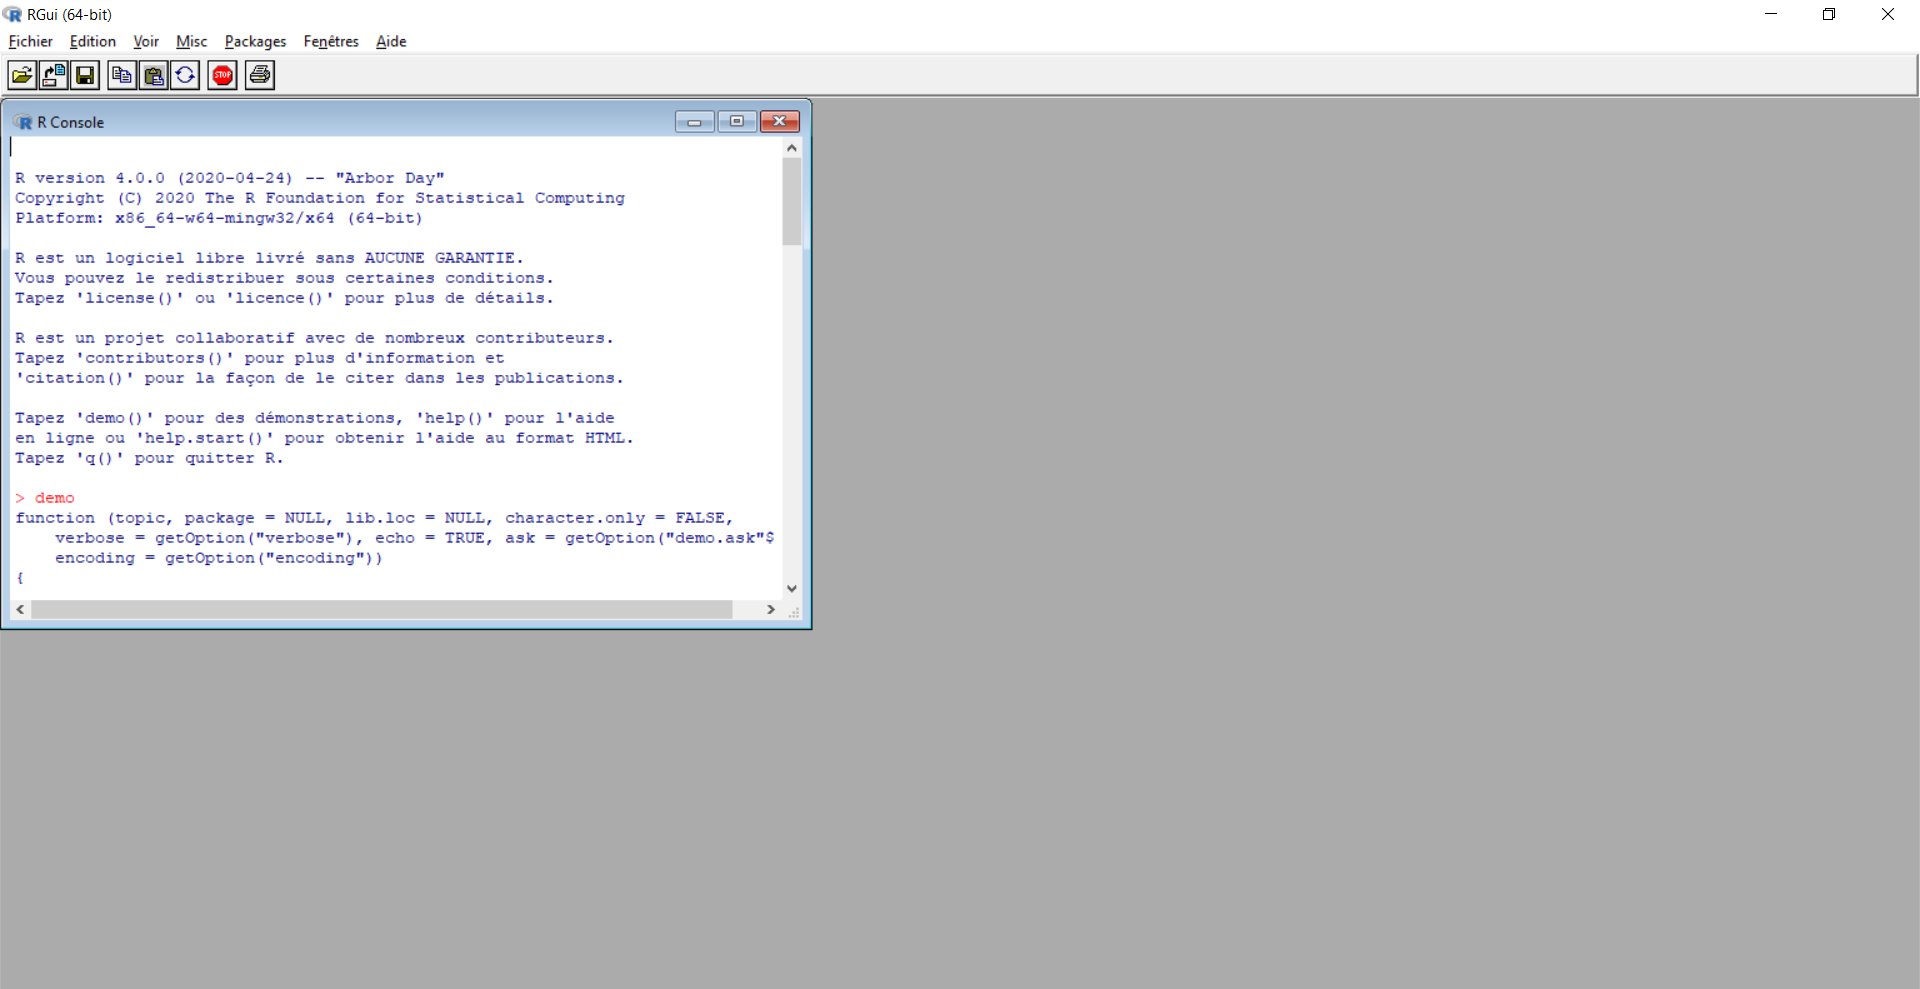 RGui (64-bit)
Fichier Edition Voir Misc Packages Fenêtres Aide
STOP
R Console
R version 4.0.0 (2020-04-24) -- "Arbor Day"
Copyright (C) 2020 The R Foundation for Statistical Computing
Platform: x86_64-w64-mingw32/x64 (64-bit)
R est un logiciel libre livré sans AUCUNE GARANTIE.
Vous pouvez le redistribuer sous certaines conditions.
Tapez 'license()' ou 'licence()' pour plus de détails.
R est un projet collaboratif avec de nombreux contributeurs.
Tapez 'contributors()' pour plus d'information et
'citation()' pour la façon de le citer dans les publications.
Tapez 'demo()' pour des démonstrations, 'help()' pour l'aide
en ligne ou 'help.start()' pour obtenir l'aide au format HTML.
Tapez 'q()' pour quitter R.
> demo
function (topic, package = NULL, lib.loc = NULL, character.only = FALSE,
    verbose = getOption("verbose"), echo = TRUE, ask = getOption("demo.ask"$
    encoding = getOption("encoding"))
{